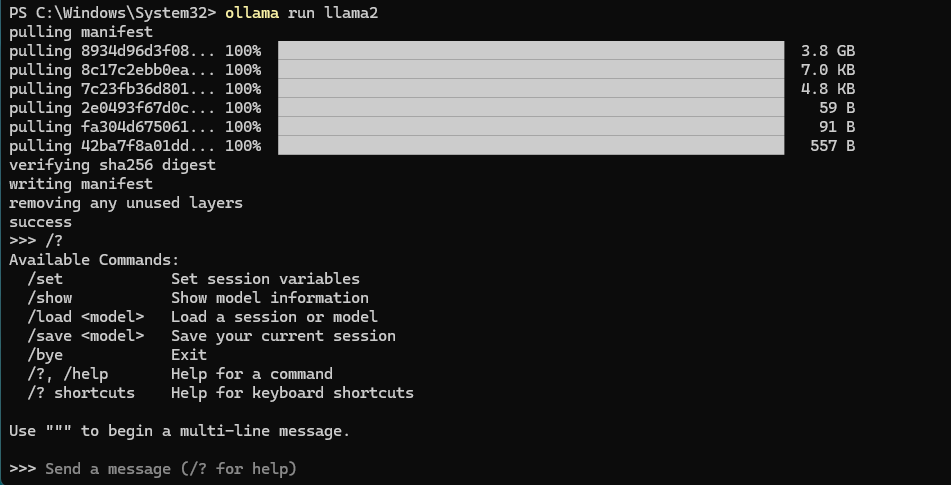 PS C:\Windows\System32> ollama run llama2
pulling manifest
pulling 8934d96d3f08... 100% 3.8 GB
pulling 8c17c2ebb0ea... 100% 7.0 KB
pulling 7c23fb36d801... 100% 4.8 KB
pulling 2e0493f67d0c... 100% 59 B
pulling fa304d675061... 100% 91 B
pulling 42ba7f8a01dd... 100% 557 B
verifying sha256 digest
writing manifest
removing any unused layers
success
>>> /?
Available Commands:
  /set            Set session variables
  /show           Show model information
  /load <model>   Load a session or model
  /save <model>   Save your current session
  /bye            Exit
  /?, /help       Help for a command
  /? shortcuts    Help for keyboard shortcuts

Use """ to begin a multi-line message.

>>> Send a message (/? for help)